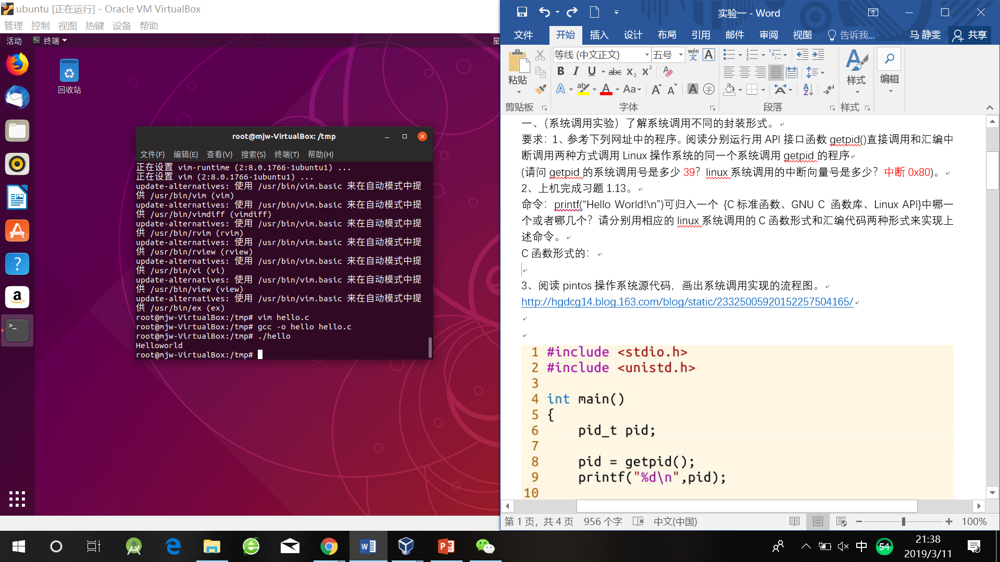 ubuntu [正在运行] - Oracle VM VirtualBox
管理 控制 视图 热键 设备 帮助
活动 终端 星
回收站
root@mjw-VirtualBox: /tmp
文件(F) 编辑(E) 查看(V) 搜索(S) 终端(T) 帮助(H)
正在设置 vim-runtime (2:8.0.1766-1ubuntu1) ...
正在设置 vim (2:8.0.1766-1ubuntu1) ...
update-alternatives: 使用 /usr/bin/vim.basic 来在自动模式中提
供 /usr/bin/vim (vim)
update-alternatives: 使用 /usr/bin/vim.basic 来在自动模式中提
供 /usr/bin/vimdiff (vimdiff)
update-alternatives: 使用 /usr/bin/vim.basic 来在自动模式中提
供 /usr/bin/rvim (rvim)
update-alternatives: 使用 /usr/bin/vim.basic 来在自动模式中提
供 /usr/bin/rview (rview)
update-alternatives: 使用 /usr/bin/vim.basic 来在自动模式中提
供 /usr/bin/vi (vi)
update-alternatives: 使用 /usr/bin/vim.basic 来在自动模式中提
供 /usr/bin/view (view)
update-alternatives: 使用 /usr/bin/vim.basic 来在自动模式中提
供 /usr/bin/ex (ex)
root@mjw-VirtualBox:/tmp# vim hello.c
root@mjw-VirtualBox:/tmp# gcc -o hello hello.c
root@mjw-VirtualBox:/tmp# ./hello
Helloworld
root@mjw-VirtualBox:/tmp#
实验一 - Word
文件 开始 插入 设计 布局 引用 邮件 审阅 视图 告诉我... 马 静雯 共享
等线 (中文正文) 五号 wén 文 A
粘贴 B I U abc X₂ X² 样式 编辑
A ab A Aa A A A 字 A Z
剪贴板 字体 段落 样式
一、（系统调用实验）了解系统调用不同的封装形式。
要求：1、参考下列网址中的程序。阅读分别运行用 API 接口函数 getpid()直接调用和汇编中
断调用两种方式调用 Linux 操作系统的同一个系统调用 getpid 的程序
(请问 getpid 的系统调用号是多少 39？linux 系统调用的中断向量号是多少？中断 0x80)。
2、上机完成习题 1.13。
命令：printf(“Hello World!\n”)可归入一个 {C 标准函数、GNU C 函数库、Linux API}中哪一
个或者哪几个？请分别用相应的 linux 系统调用的 C 函数形式和汇编代码两种形式来实现上
述命令。
C 函数形式的：
3、阅读 pintos 操作系统源代码，画出系统调用实现的流程图。
http://hgdcg14.blog.163.com/blog/static/23325005920152257504165/
1 #include <stdio.h>
2 #include <unistd.h>
3
4 int main()
5 {
6 pid_t pid;
7
8 pid = getpid();
9 printf("%d\n",pid);
10
第 1 页，共 4 页 956 个字 中文(中国) 100%
中 54 21:38
2019/3/11